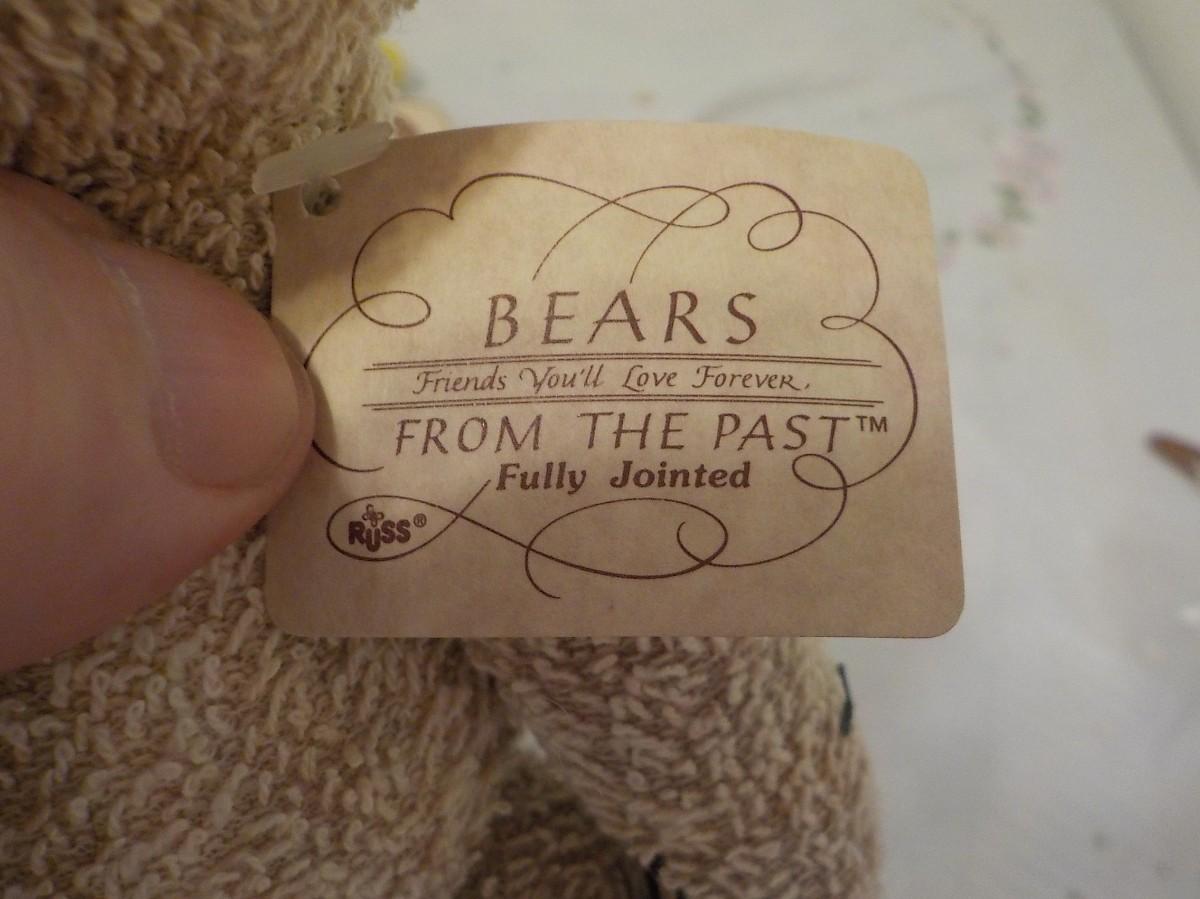 BEARS
Friends You'll Love Forever.
FROM THE PAST™
Fully Jointed
RUSS®